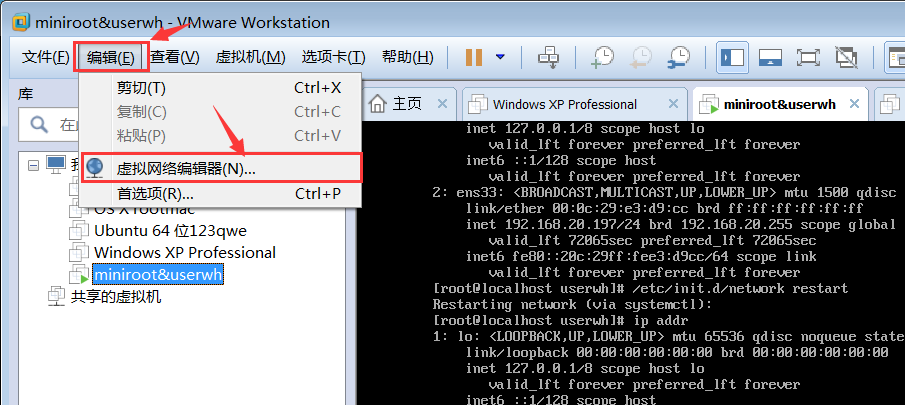 miniroot&userwh - VMware Workstation
文件(F) 编辑(E) 查看(V) 虚拟机(M) 选项卡(T) 帮助(H)
库
剪切(T) Ctrl+X
复制(C) Ctrl+C
粘贴(P) Ctrl+V
虚拟网络编辑器(N)...
首选项(R)... Ctrl+P
OS X rootmac
Ubuntu 64 位123qwe
Windows XP Professional
miniroot&userwh
共享的虚拟机
主页 Windows XP Professional miniroot&userwh
inet 127.0.0.1/8 scope host lo
valid_lft forever preferred_lft forever
inet6 ::1/128 scope host
valid_lft forever preferred_lft forever
2: ens33: <BROADCAST,MULTICAST,UP,LOWER_UP> mtu 1500 qdisc
link/ether 00:0c:29:e3:d9:cc brd ff:ff:ff:ff:ff:ff
inet 192.168.20.197/24 brd 192.168.20.255 scope global
valid_lft 72065sec preferred_lft 72065sec
inet6 fe80::20c:29ff:fee3:d9cc/64 scope link
valid_lft forever preferred_lft forever
[root@localhost userwh]# /etc/init.d/network restart
Restarting network (via systemctl):
[root@localhost userwh]# ip addr
1: lo: <LOOPBACK,UP,LOWER_UP> mtu 65536 qdisc noqueue state
link/loopback 00:00:00:00:00:00 brd 00:00:00:00:00:00
inet 127.0.0.1/8 scope host lo
valid_lft forever preferred_lft forever
inet6 ::1/128 scope host